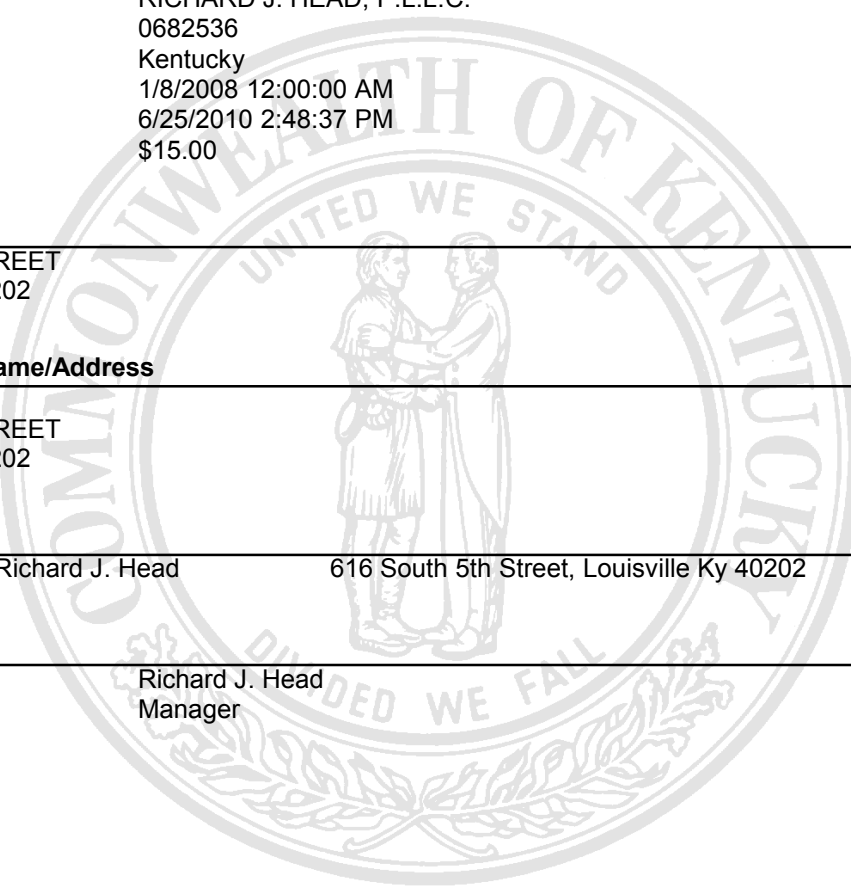 RICHARD J. HEAD, P.L.L.C.
0682536
Kentucky
1/8/2008 12:00:00 AM
6/25/2010 2:48:37 PM
$15.00
COMMONWEALTH OF KENTUCKY
UNITED WE STAND
REET
202
ame/Address
REET
202
Richard J. Head 616 South 5th Street, Louisville Ky 40202
DIVIDED WE FALL
Richard J. Head
Manager